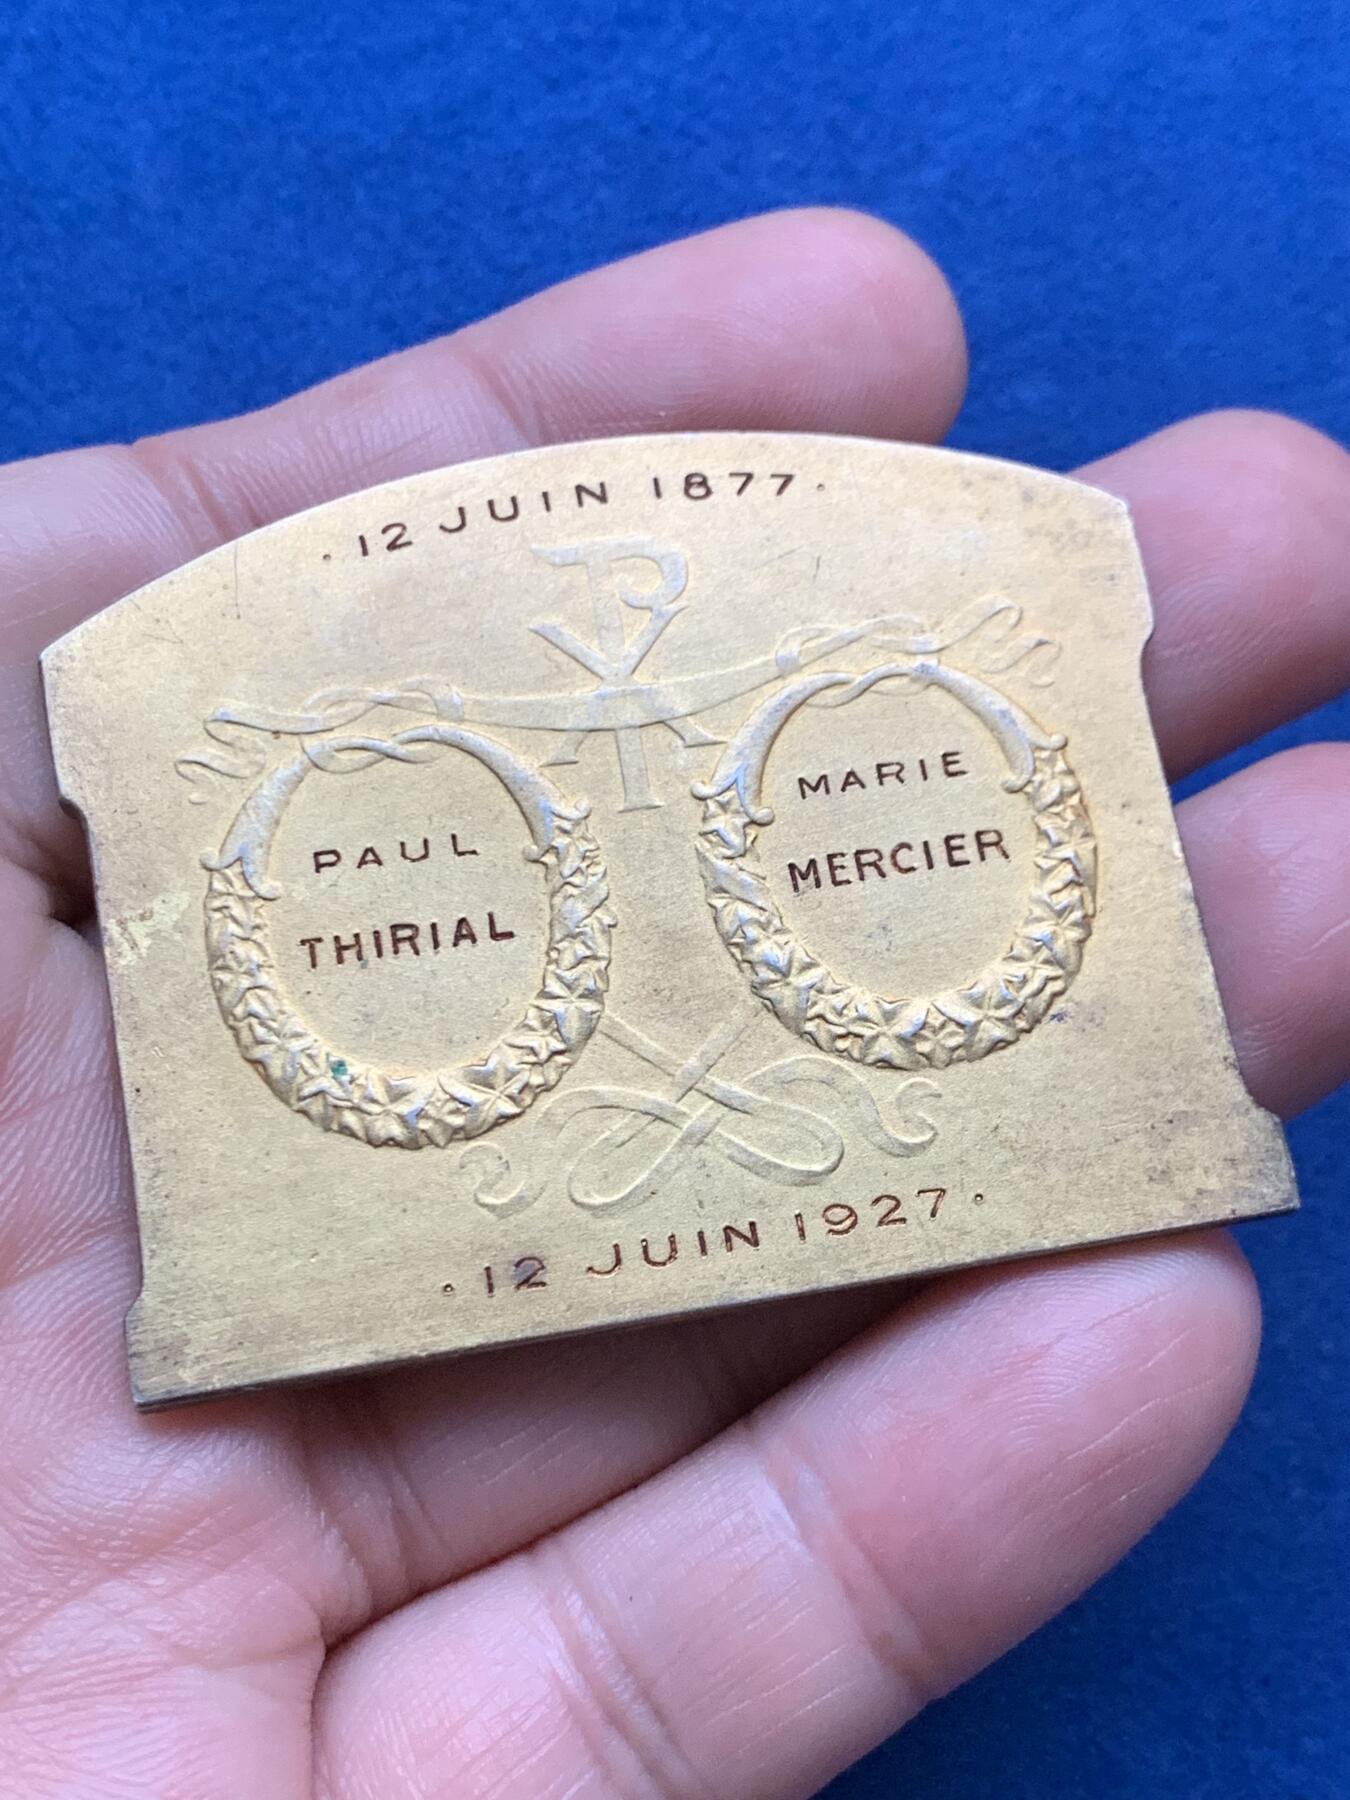 · 12 JUIN 1877 ·
PAUL
THIRIAL
MARIE
MERCIER
· 12 JUIN 1927 ·